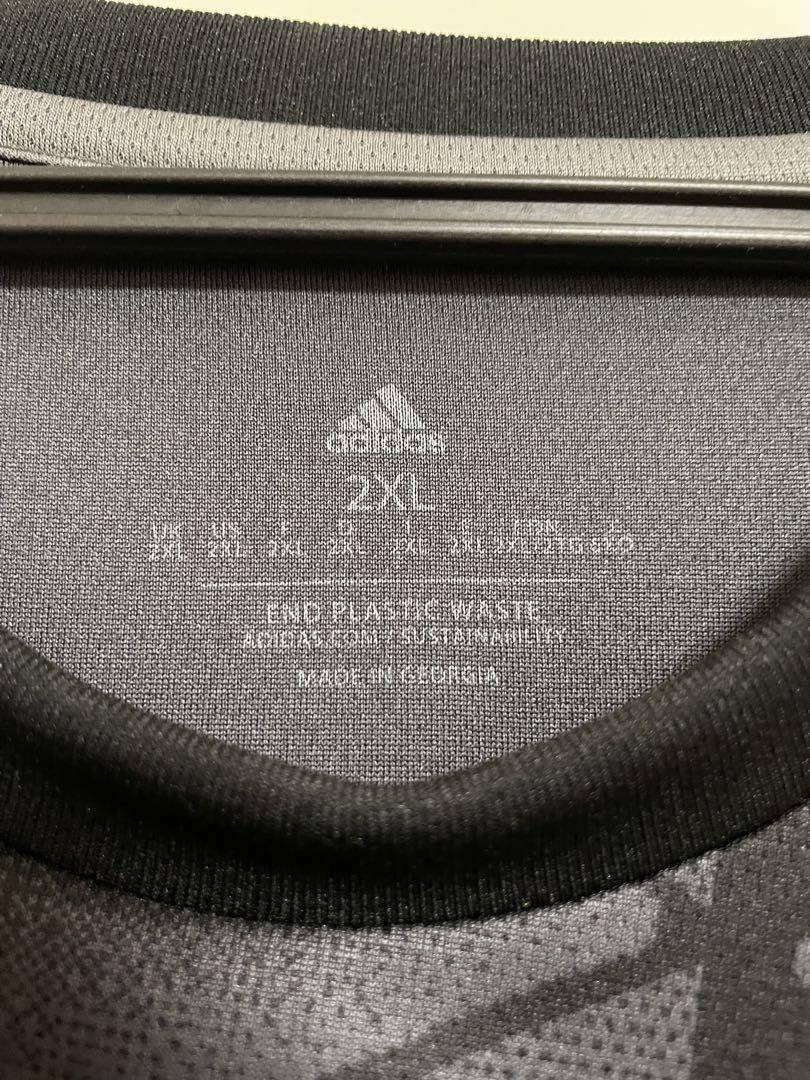 adidas
2XL
UK US F D I E
2XL 2XL 2XL 2XL 2XL 2XL 2XL
END PLASTIC WASTE
ADIDAS.COM / SUSTAINABILITY
MADE IN GEORGIA